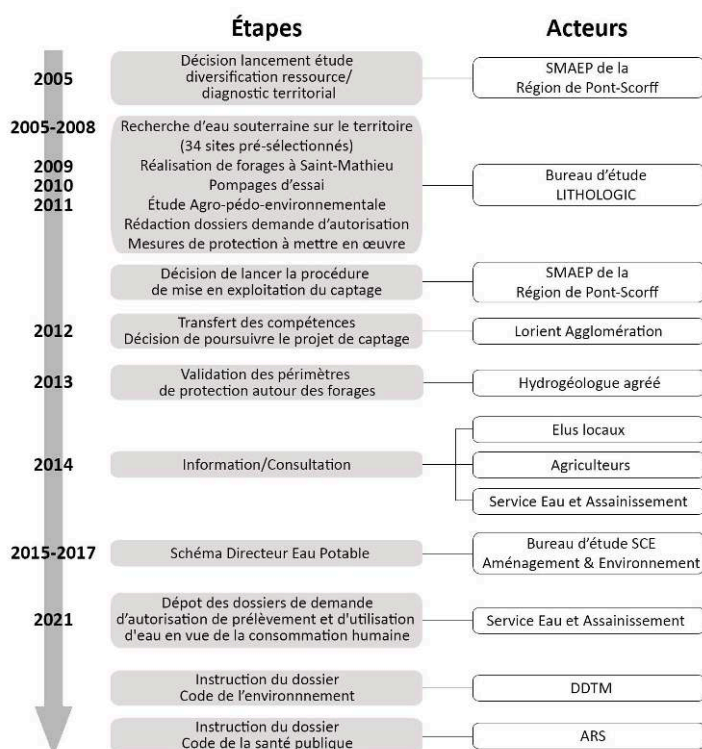 Étapes
Acteurs
2005
Décision lancement étude
diversification ressource/
diagnostic territorial
SMAEP de la
Région de Pont-Scorff
2005-2008
Recherche d'eau souterraine sur le territoire
(34 sites pré-sélectionnés)
2009
Réalisation de forages à Saint-Mathieu
2010
Pompages d'essai
2011
Étude Agro-pédo-environnementale
Rédaction dossiers demande d'autorisation
Mesures de protection à mettre en œuvre
Bureau d'étude
LITHOLOGIC
Décision de lancer la procédure
de mise en exploitation du captage
SMAEP de la
Région de Pont-Scorff
2012
Transfert des compétences
Décision de poursuivre le projet de captage
Lorient Agglomération
2013
Validation des périmètres
de protection autour des forages
Hydrogéologue agréé
2014
Information/Consultation
Elus locaux
Agriculteurs
Service Eau et Assainissement
2015-2017
Schéma Directeur Eau Potable
Bureau d'étude SCE
Aménagement & Environnement
2021
Dépot des dossiers de demande
d'autorisation de prélèvement et d'utilisation
d'eau en vue de la consommation humaine
Service Eau et Assainissement
Instruction du dossier
Code de l'environnnement
DDTM
Instruction du dossier
Code de la santé publique
ARS